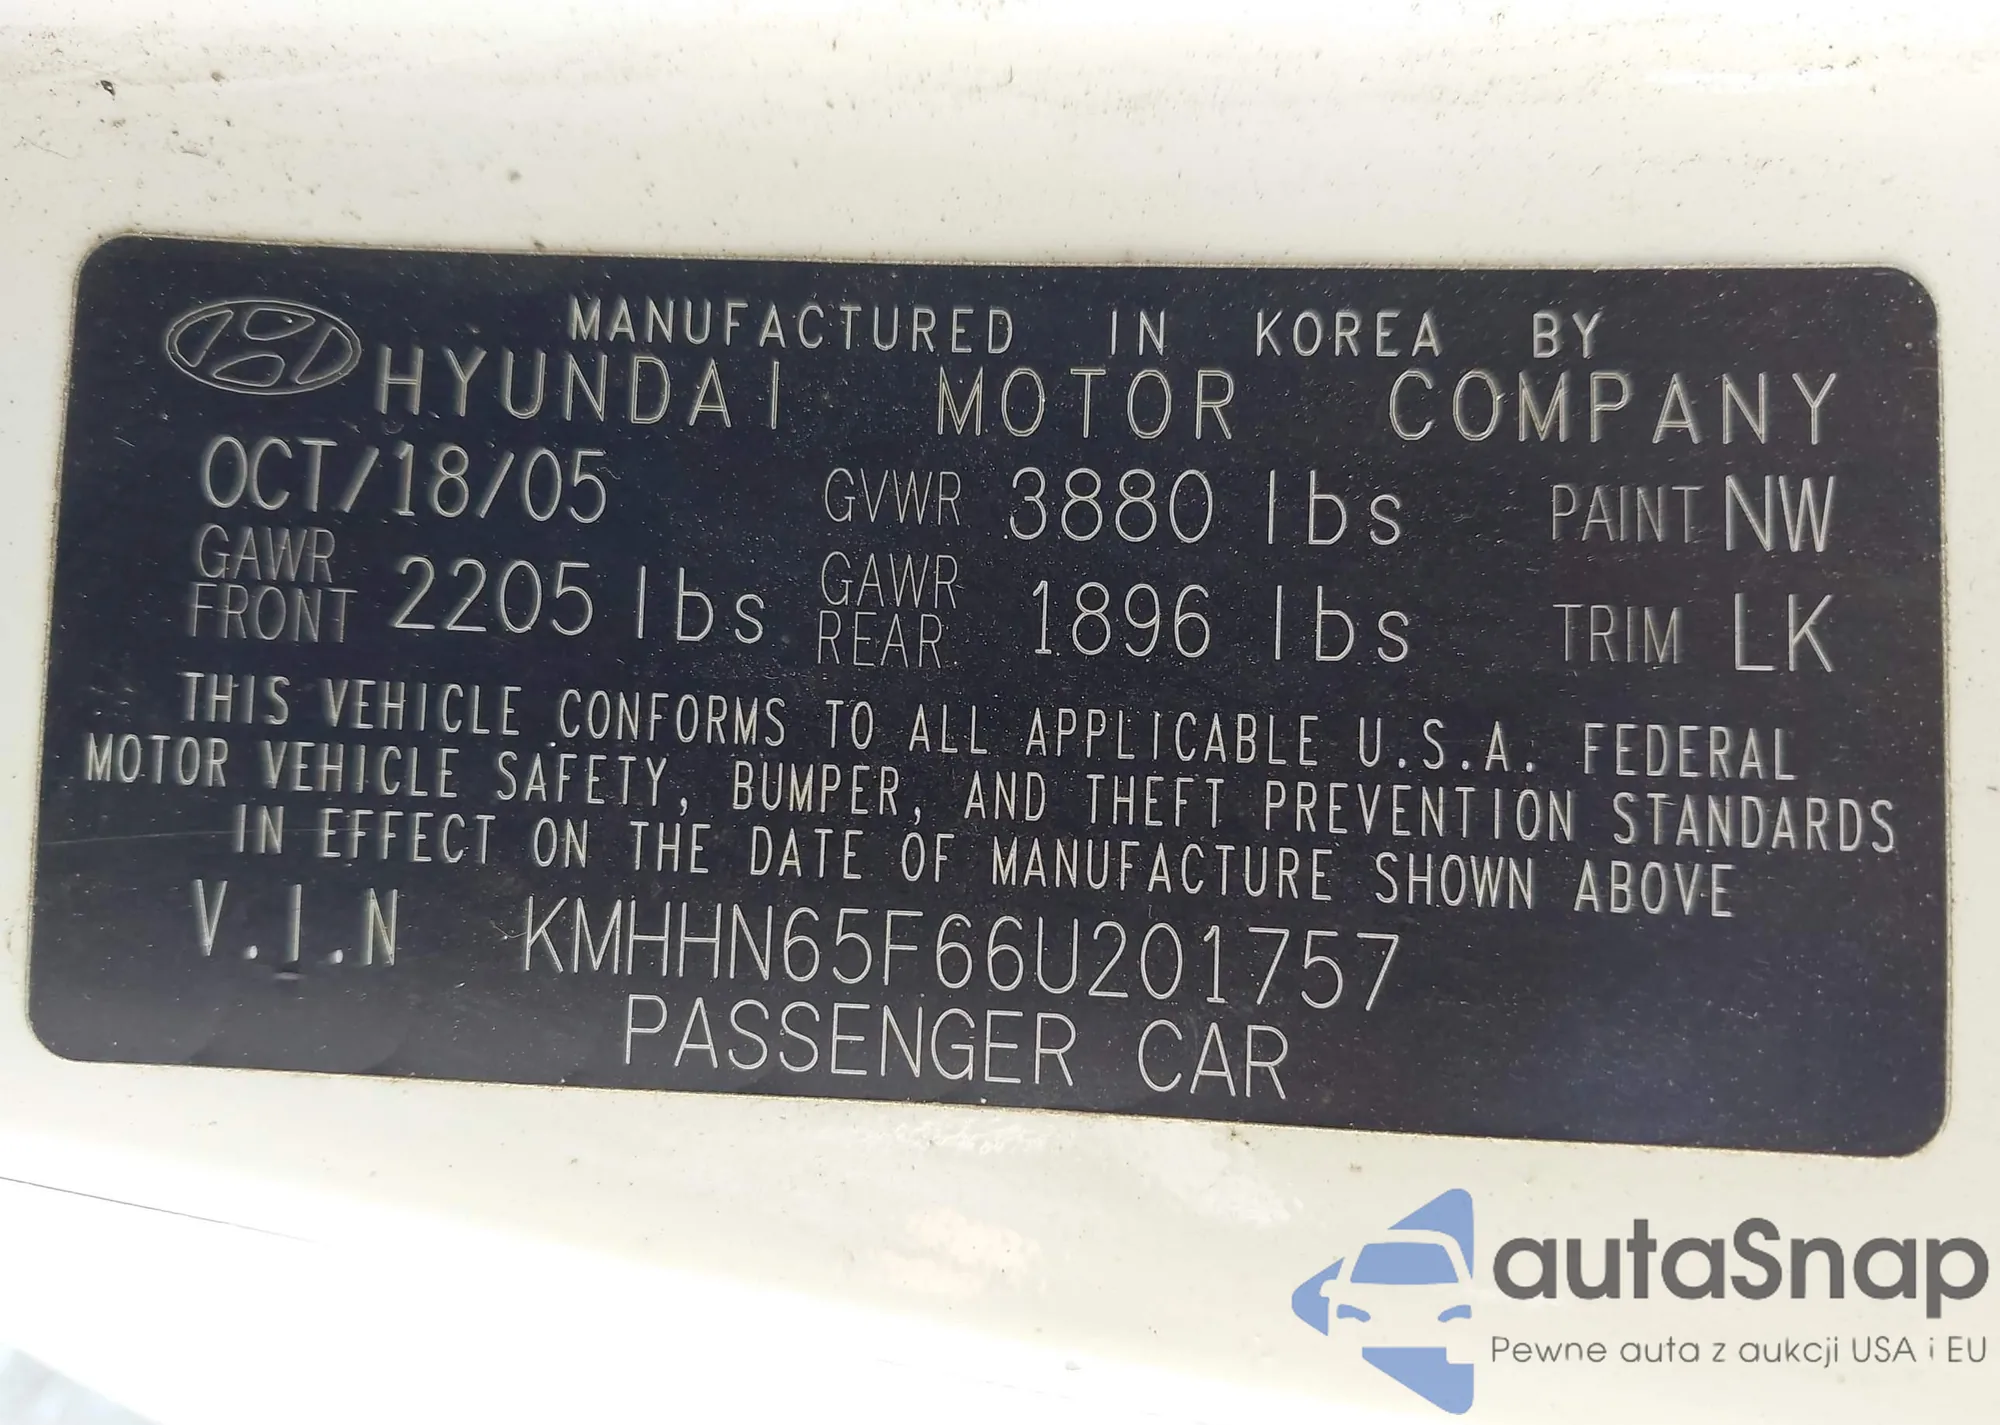 MANUFACTURED IN KOREA BY
HYUNDAI MOTOR COMPANY
OCT/18/05 GVWR 3880 lbs PAINT NW
GAWR FRONT 2205 lbs GAWR REAR 1896 lbs TRIM LK
THIS VEHICLE CONFORMS TO ALL APPLICABLE U.S.A. FEDERAL
MOTOR VEHICLE SAFETY, BUMPER, AND THEFT PREVENTION STANDARDS
IN EFFECT ON THE DATE OF MANUFACTURE SHOWN ABOVE
V.I.N KMHHN65F66U201757
PASSENGER CAR
autaSnap
Pewne auta z aukcji USA i EU